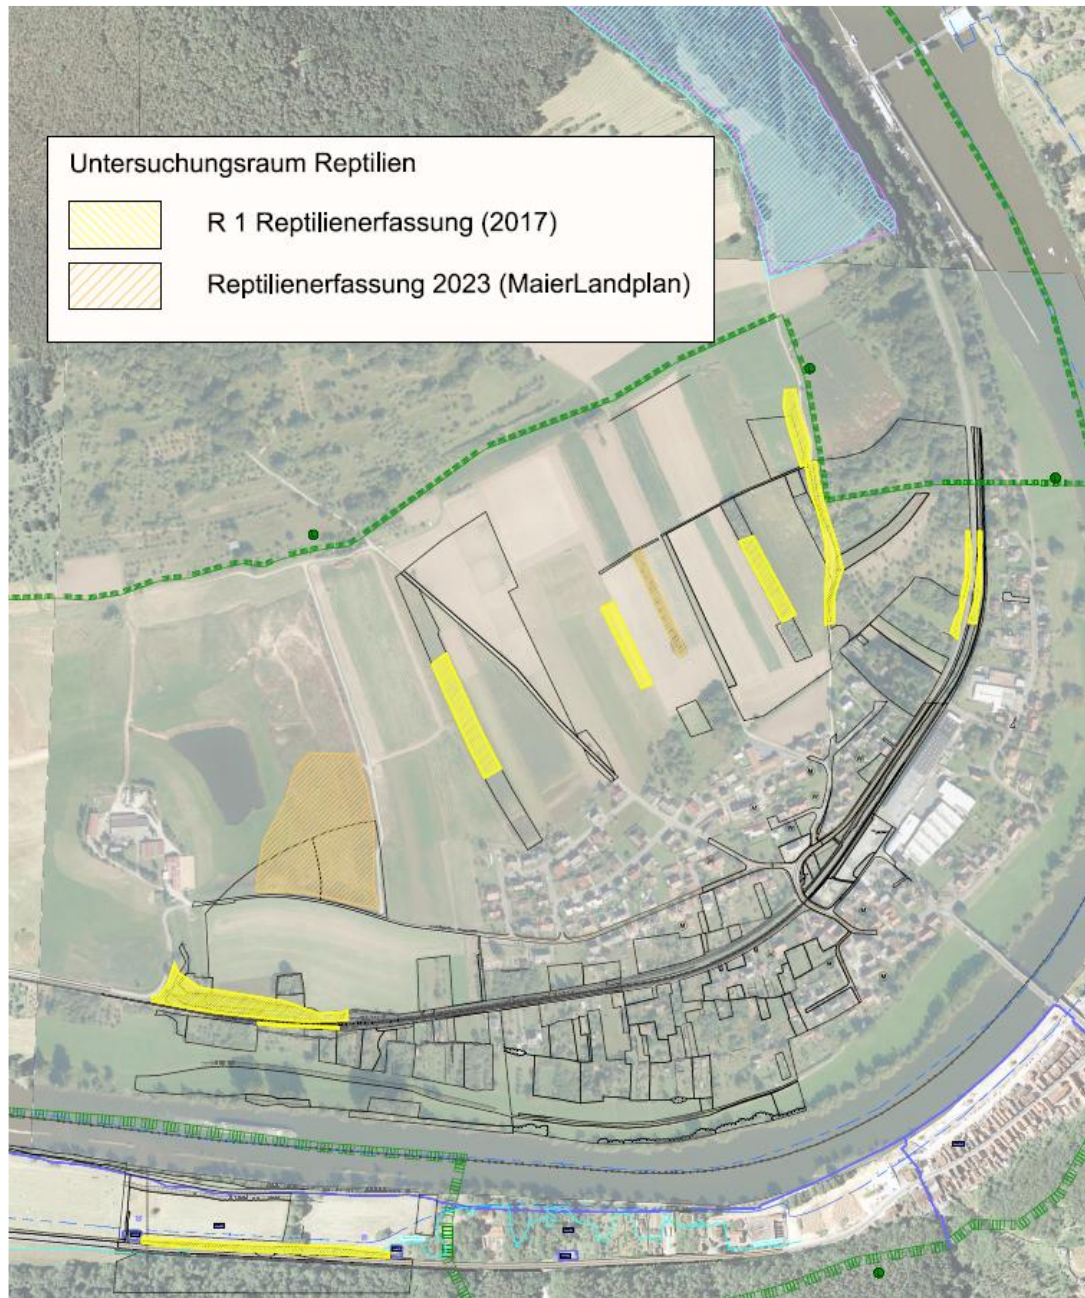 Untersuchungsraum Reptilien
R 1 Reptilienerfassung (2017)
Reptilienerfassung 2023 (MaierLandplan)
M
M
M
M